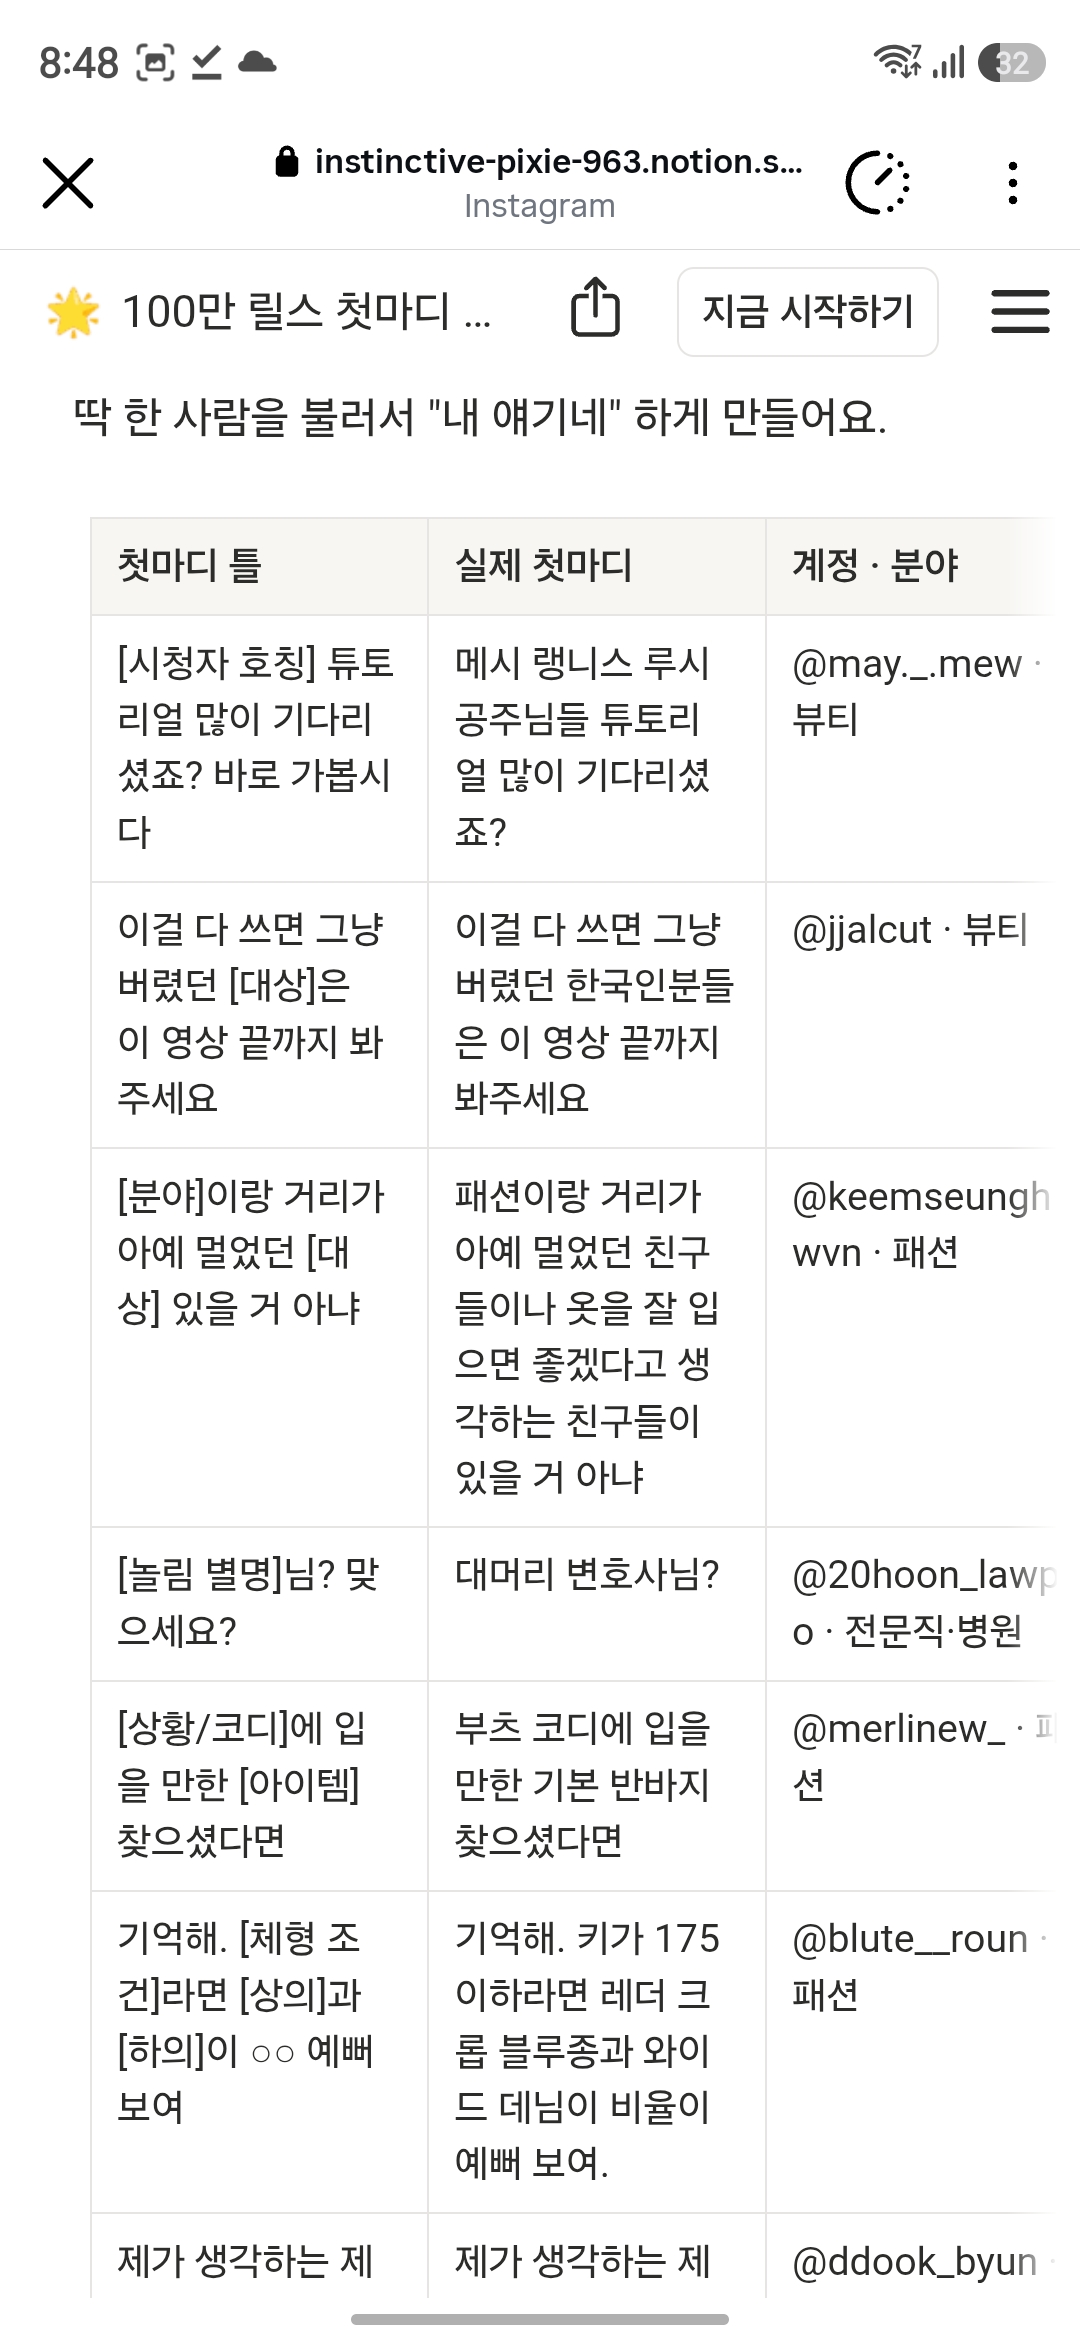 8:48
7
32
instinctive-pixie-963.notion.s...
Instagram
100만 릴스 첫마디 ...
지금 시작하기
딱 한 사람을 불러서 "내 얘기네" 하게 만들어요.
첫마디 틀
실제 첫마디
계정 · 분야
[시청자 호칭] 튜토
리얼 많이 기다리
셨죠? 바로 가봅시
다
메시 랭니스 루시
공주님들 튜토리
얼 많이 기다리셨
죠?
@may._.mew ·
뷰티
이걸 다 쓰면 그냥
버렸던 [대상]은
이 영상 끝까지 봐
주세요
이걸 다 쓰면 그냥
버렸던 한국인분들
은 이 영상 끝까지
봐주세요
@jjalcut · 뷰티
[분야]이랑 거리가
아예 멀었던 [대
상] 있을 거 아냐
패션이랑 거리가
아예 멀었던 친구
들이나 옷을 잘 입
으면 좋겠다고 생
각하는 친구들이
있을 거 아냐
@keemseungh
wvn · 패션
[놀림 별명]님? 맞
으세요?
대머리 변호사님?
@20hoon_lawp
o · 전문직·병원
[상황/코디]에 입
을 만한 [아이템]
찾으셨다면
부츠 코디에 입을
만한 기본 반바지
찾으셨다면
@merlinew_ · 패
션
기억해. [체형 조
건]라면 [상의]과
[하의]이 ○○ 예뻐
보여
기억해. 키가 175
이하라면 레더 크
롭 블루종과 와이
드 데님이 비율이
예뻐 보여.
@blute__roun ·
패션
제가 생각하는 제
제가 생각하는 제
@ddook_byun ·